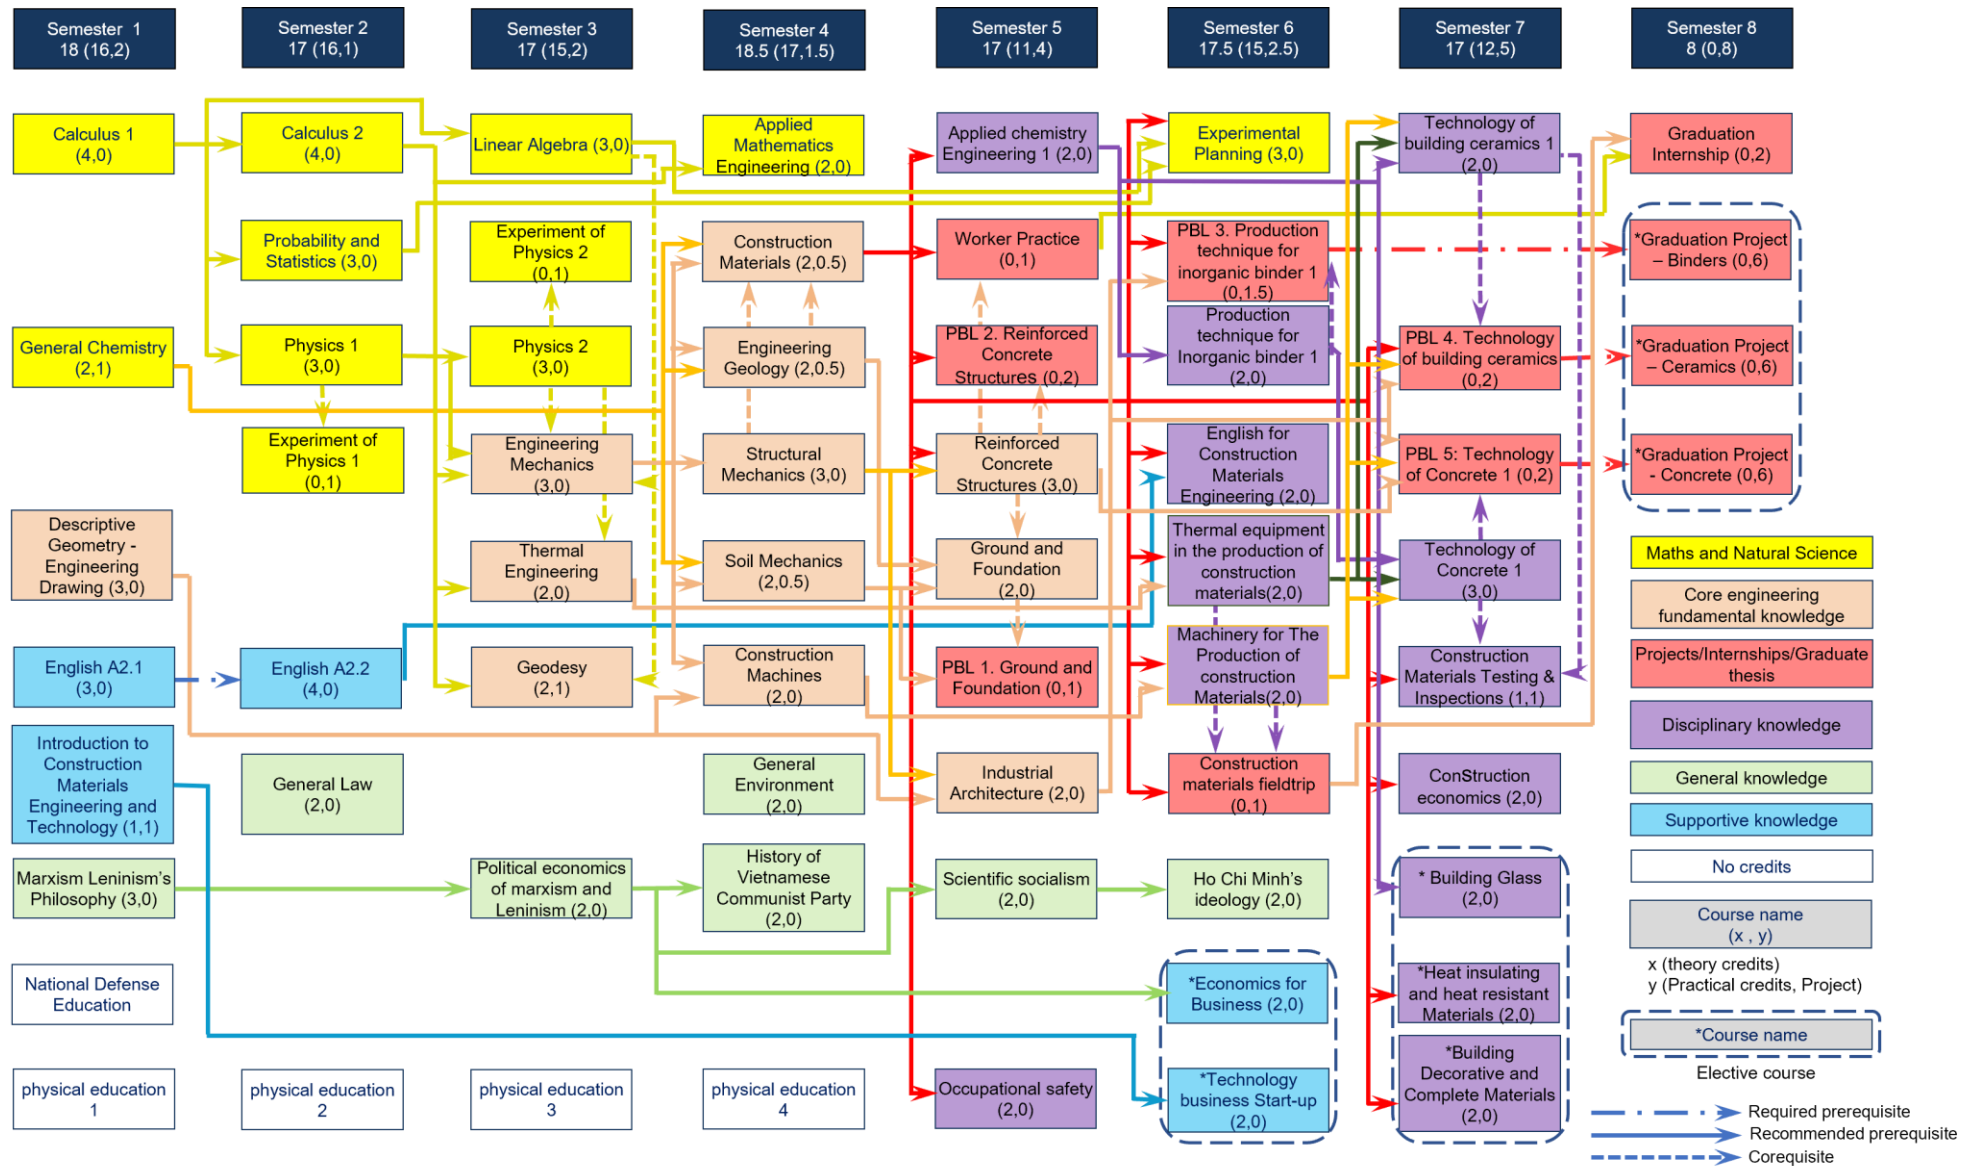 Semester 1
18 (16,2)
Semester 2
17 (16,1)
Semester 3
17 (15,2)
Semester 4
18.5 (17,1.5)
Semester 5
17 (11,4)
Semester 6
17.5 (15,2.5)
Semester 7
17 (12,5)
Semester 8
8 (0,8)
Calculus 1
(4,0)
General Chemistry
(2,1)
Descriptive
Geometry -
Engineering
Drawing (3,0)
English A2.1
(3,0)
Introduction to
Construction
Materials
Engineering and
Technology (1,1)
Marxism Leninism's
Philosophy (3,0)
National Defense
Education
physical education
1
Calculus 2
(4,0)
Probability and
Statistics (3,0)
Physics 1
(3,0)
Experiment of
Physics 1
(0,1)
English A2.2
(4,0)
General Law
(2,0)
physical education
2
Linear Algebra (3,0)
Experiment of
Physics 2
(0,1)
Physics 2
(3,0)
Engineering
Mechanics
(3,0)
Thermal
Engineering
(2,0)
Geodesy
(2,1)
Political economics
of marxism and
Leninism (2,0)
physical education
3
Applied
Mathematics
Engineering (2,0)
Construction
Materials (2,0.5)
Engineering
Geology (2,0.5)
Structural
Mechanics (3,0)
Soil Mechanics
(2,0.5)
Construction
Machines
(2,0)
General
Environment
(2,0)
History of
Vietnamese
Communist Party
(2,0)
physical education
4
Applied chemistry
Engineering 1 (2,0)
Worker Practice
(0,1)
PBL 2. Reinforced
Concrete
Structures (0,2)
Reinforced
Concrete
Structures (3,0)
Ground and
Foundation
(2,0)
PBL 1. Ground and
Foundation (0,1)
Industrial
Architecture (2,0)
Scientific socialism
(2,0)
Occupational safety
(2,0)
Experimental
Planning (3,0)
PBL 3. Production
technique for
inorganic binder 1
(0,1.5)
Production
technique for
Inorganic binder 1
(2,0)
English for
Construction
Materials
Engineering (2,0)
Thermal equipment
in the production of
construction
materials(2,0)
Machinery for The
Production of
construction
Materials(2,0)
Construction
materials fieldtrip
(0,1)
Ho Chi Minh's
ideology (2,0)
*Economics for
Business (2,0)
*Technology
business Start-up
(2,0)
Technology of
building ceramics 1
(2,0)
PBL 4. Technology
of building ceramics
(0,2)
PBL 5: Technology
of Concrete 1 (0,2)
Technology of
Concrete 1
(3,0)
Construction
Materials Testing &
Inspections (1,1)
ConStruction
economics (2,0)
* Building Glass
(2,0)
*Heat insulating
and heat resistant
Materials (2,0)
*Building
Decorative and
Complete Materials
(2,0)
Graduation
Internship (0,2)
*Graduation Project
– Binders (0,6)
*Graduation Project
– Ceramics (0,6)
*Graduation Project
- Concrete (0,6)
Maths and Natural Science
Core engineering
fundamental knowledge
Projects/Internships/Graduate
thesis
Disciplinary knowledge
General knowledge
Supportive knowledge
No credits
Course name
(x , y)
x (theory credits)
y (Practical credits, Project)
*Course name
Elective course
Required prerequisite
Recommended prerequisite
Corequisite